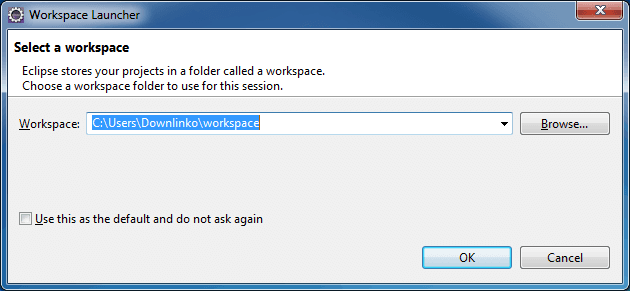 Workspace Launcher
Select a workspace
Eclipse stores your projects in a folder called a workspace.
Choose a workspace folder to use for this session.
Workspace: C:\Users\Downlinko\workspace Browse...
Use this as the default and do not ask again
OK Cancel